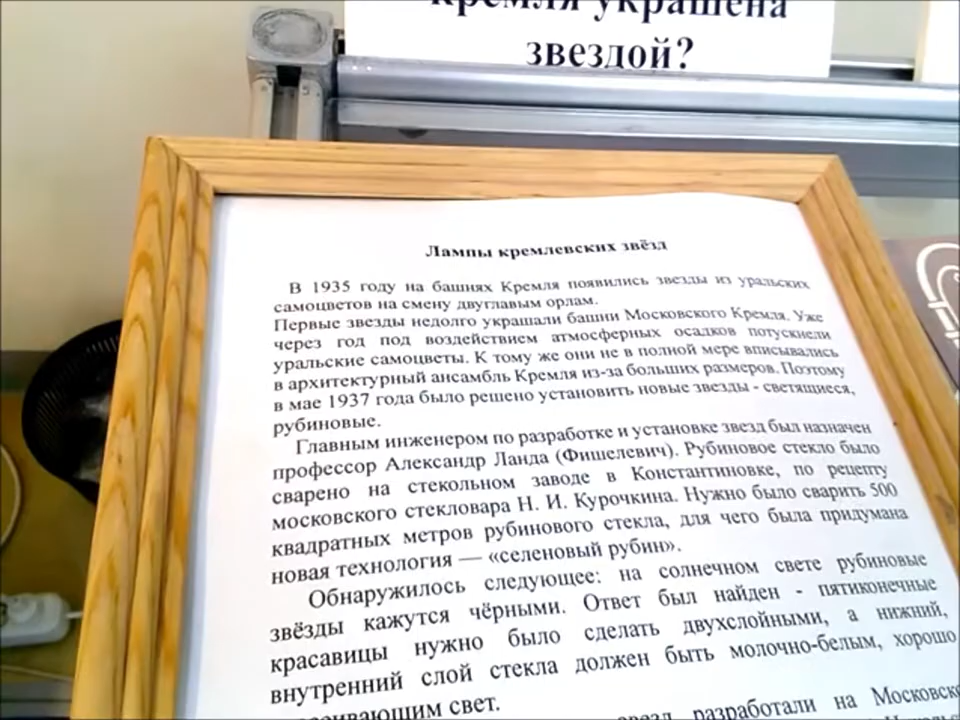 кремля украшена
звездой?
Лампы кремлевских звёзд
В 1935 году на башнях Кремля появились звезды из уральских
самоцветов на смену двуглавым орлам.
Первые звезды недолго украшали башни Московского Кремля. Уже
через год под воздействием атмосферных осадков потускнели
уральские самоцветы. К тому же они не в полной мере вписывались
в архитектурный ансамбль Кремля из-за больших размеров. Поэтому
в мае 1937 года было решено установить новые звезды - светящиеся,
рубиновые.
Главным инженером по разработке и установке звезд был назначен
профессор Александр Ланда (Фишелевич). Рубиновое стекло было
сварено на стекольном заводе в Константиновке, по рецепту
московского стекловара Н. И. Курочкина. Нужно было сварить 500
квадратных метров рубинового стекла, для чего была придумана
новая технология — «селеновый рубин».
Обнаружилось следующее: на солнечном свете рубиновые
звёзды кажутся чёрными. Ответ был найден - пятиконечные
красавицы нужно было сделать двухслойными, а нижний,
внутренний слой стекла должен быть молочно-белым, хорошо
свет.
разработали на